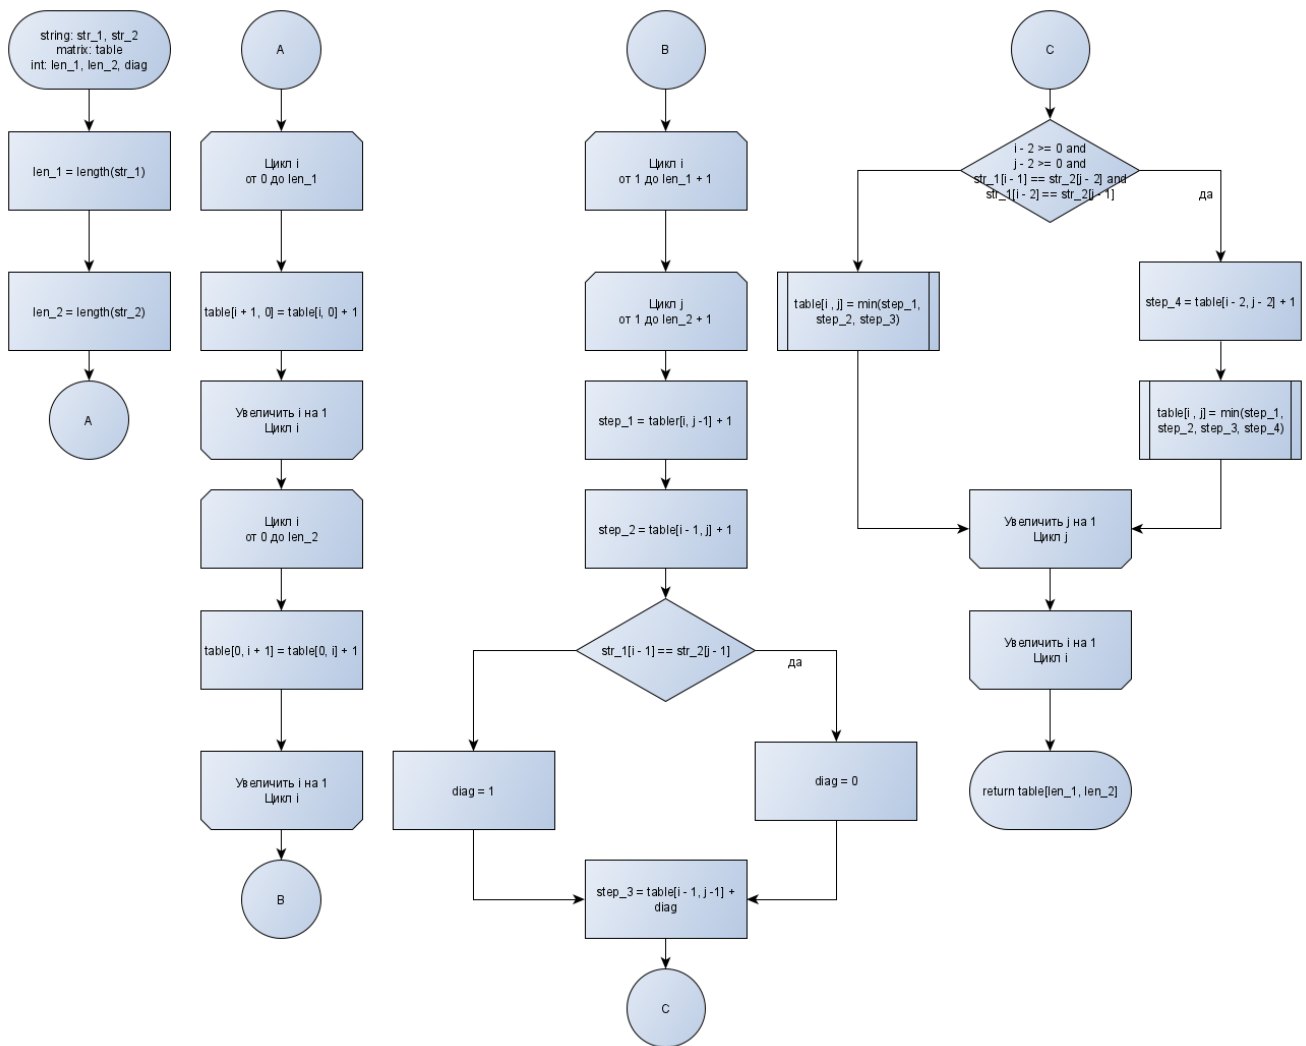 string: str_1, str_2
matrix: table
int: len_1, len_2, diag
len_1 = length(str_1)
len_2 = length(str_2)
A
A
Цикл i
от 0 до len_1
table[i + 1, 0] = table[i, 0] + 1
Увеличить i на 1
Цикл i
Цикл i
от 0 до len_2
table[0, i + 1] = table[0, i] + 1
Увеличить i на 1
Цикл i
B
B
Цикл i
от 1 до len_1 + 1
Цикл j
от 1 до len_2 + 1
step_1 = tabler[i, j -1] + 1
step_2 = table[i - 1, j] + 1
str_1[i - 1] == str_2[j - 1]
да
diag = 1
diag = 0
step_3 = table[i - 1, j -1] +
diag
C
C
i - 2 >= 0 and
j - 2 >= 0 and
str_1[i - 1] == str_2[j - 2] and
str_1[i - 2] == str_2[j - 1]
да
table[i , j] = min(step_1,
step_2, step_3)
step_4 = table[i - 2, j - 2] + 1
table[i , j] = min(step_1,
step_2, step_3, step_4)
Увеличить j на 1
Цикл j
Увеличить i на 1
Цикл i
return table[len_1, len_2]